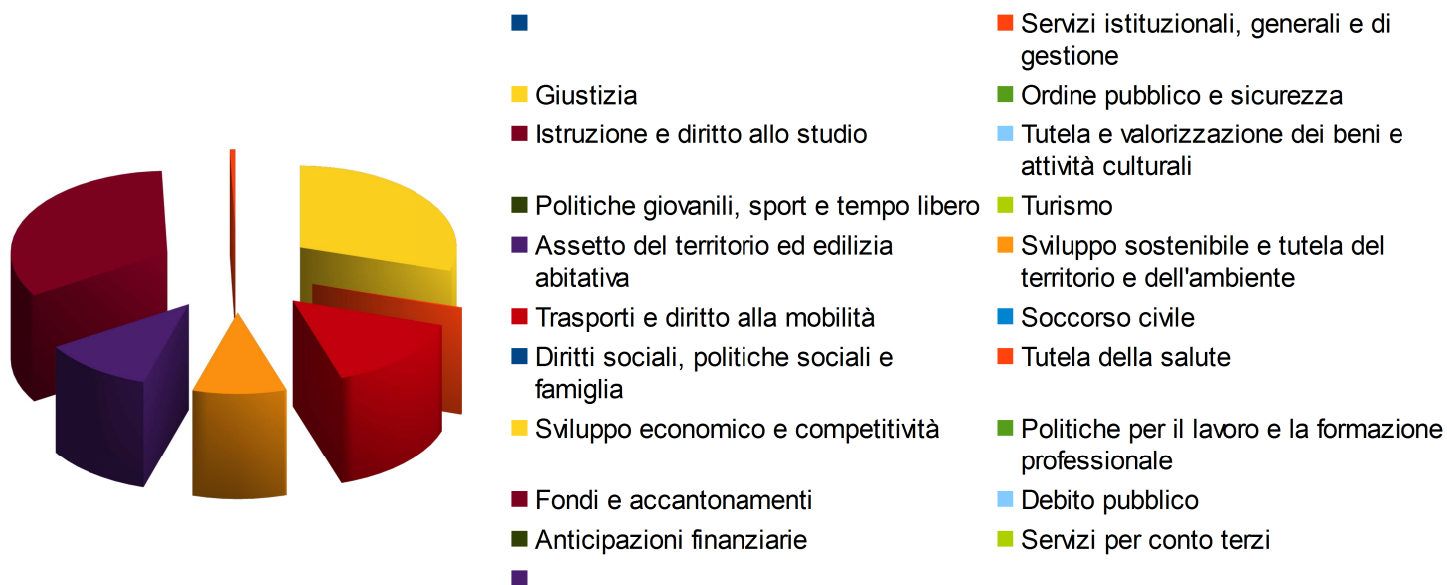 Servizi istituzionali, generali e di
gestione
Giustizia
Ordine pubblico e sicurezza
Istruzione e diritto allo studio
Tutela e valorizzazione dei beni e
attività culturali
Politiche giovanili, sport e tempo libero
Turismo
Assetto del territorio ed edilizia
abitativa
Sviluppo sostenibile e tutela del
territorio e dell'ambiente
Trasporti e diritto alla mobilità
Soccorso civile
Diritti sociali, politiche sociali e
famiglia
Tutela della salute
Sviluppo economico e competitività
Politiche per il lavoro e la formazione
professionale
Fondi e accantonamenti
Debito pubblico
Anticipazioni finanziarie
Servizi per conto terzi